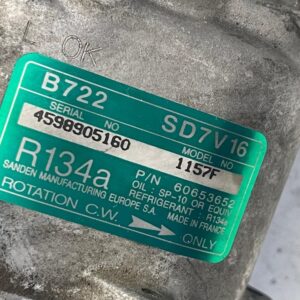 OK
B722
SD7V16
SERIAL NO
MODEL NO
4598905160
1157F
R134a
P/N 60653652
OIL : SP-10 OR EQUIV
REFRIGERANT : R134a
SANDEN MANUFACTURING EUROPE S.A. MADE IN FRANCE
ROTATION C.W. ONLY